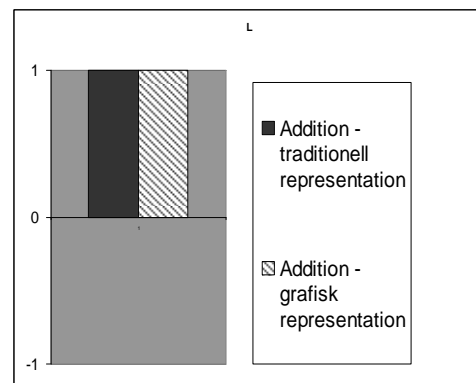 L
1
0
-1
Addition -
traditionell
representation
Addition -
grafisk
representation